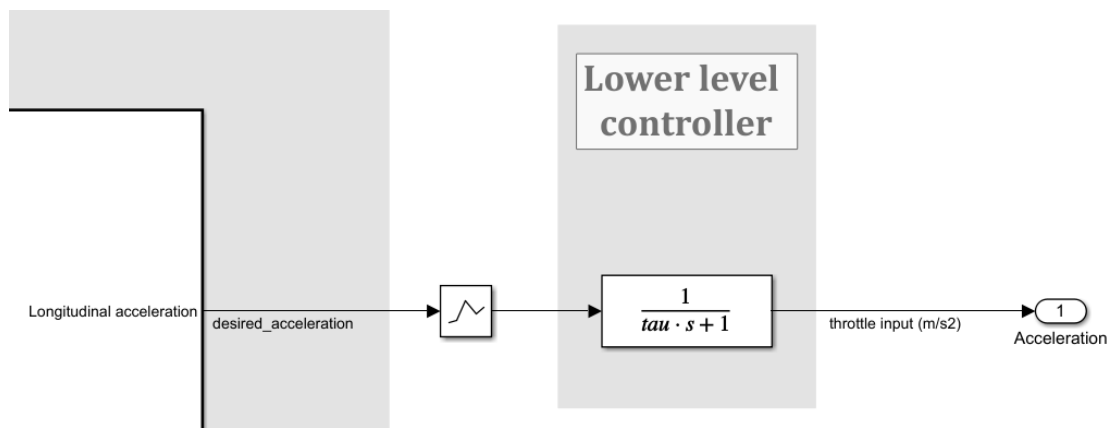 Lower level
controller
Longitudinal acceleration
desired_acceleration
1
tau · s + 1
throttle input (m/s2)
1
Acceleration